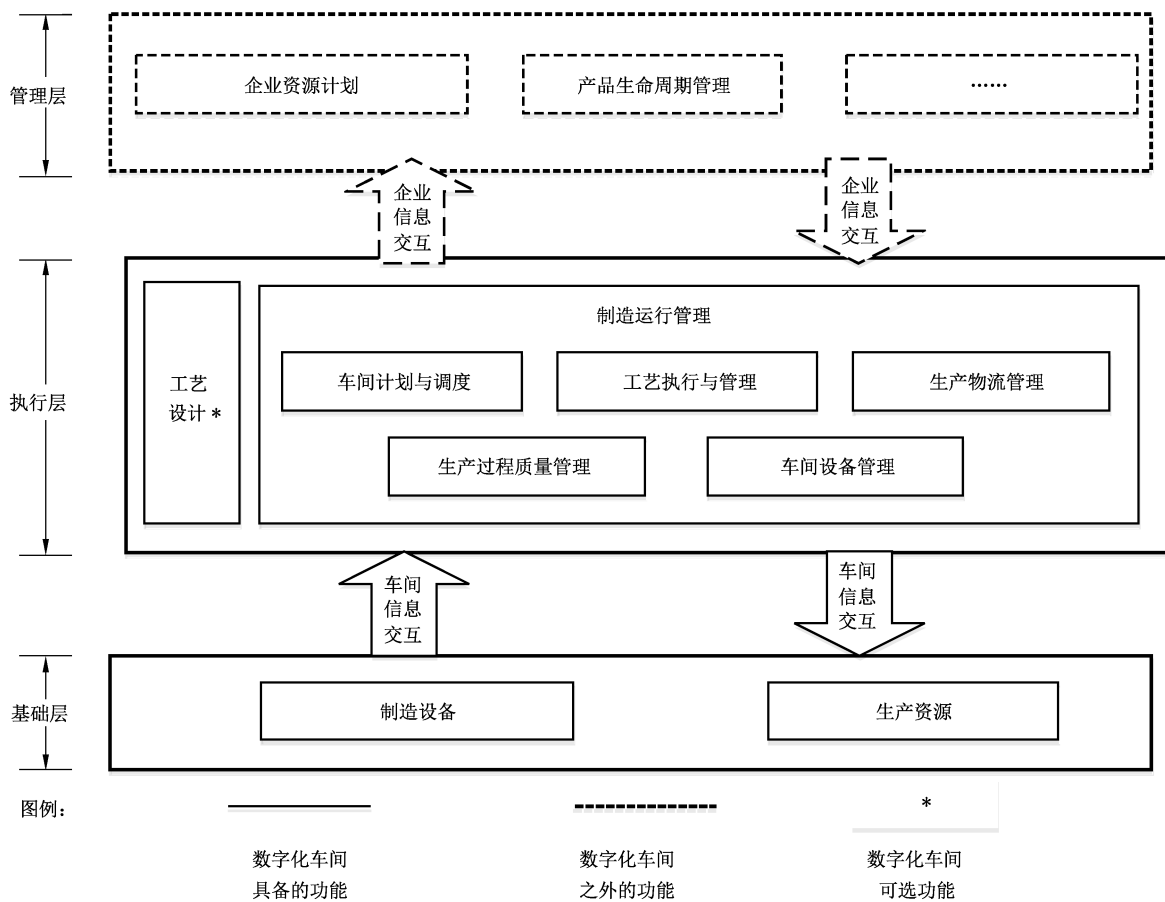 管理层
企业资源计划
产品生命周期管理
······
企业
信息
交互
企业
信息
交互
执行层
工艺
设计*
制造运行管理
车间计划与调度
工艺执行与管理
生产物流管理
生产过程质量管理
车间设备管理
车间
信息
交互
车间
信息
交互
基础层
制造设备
生产资源
图例：
*
数字化车间
具备的功能
数字化车间
之外的功能
数字化车间
可选功能